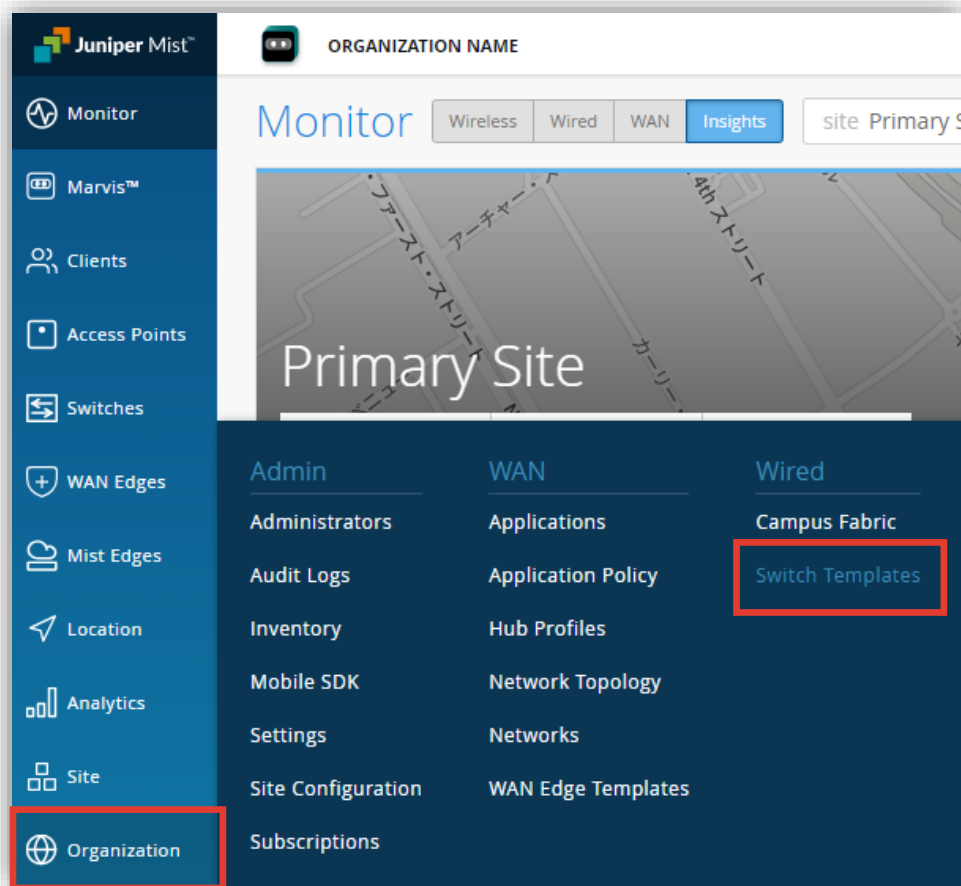 Juniper Mist™
ORGANIZATION NAME
Monitor
Marvis™
Clients
Access Points
Switches
WAN Edges
Mist Edges
Location
Analytics
Site
Organization
Monitor
Wireless
Wired
WAN
Insights
site Primary S
ファースト・ストリート
アーチャー・
4th ストリート
カーリー・
Primary Site
Admin
Administrators
Audit Logs
Inventory
Mobile SDK
Settings
Site Configuration
Subscriptions
WAN
Applications
Application Policy
Hub Profiles
Network Topology
Networks
WAN Edge Templates
Wired
Campus Fabric
Switch Templates